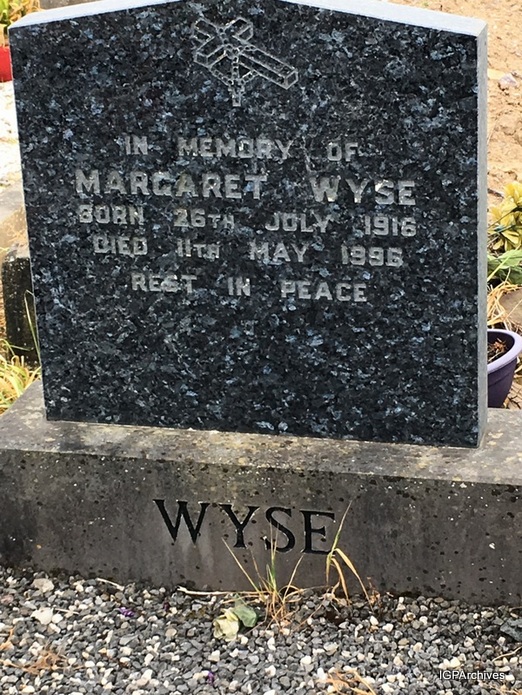 IN MEMORY OF
MARGARET WYSE
BORN 26TH JULY 1916
DIED 11TH MAY 1996
REST IN PEACE
WYSE
IGPArchives